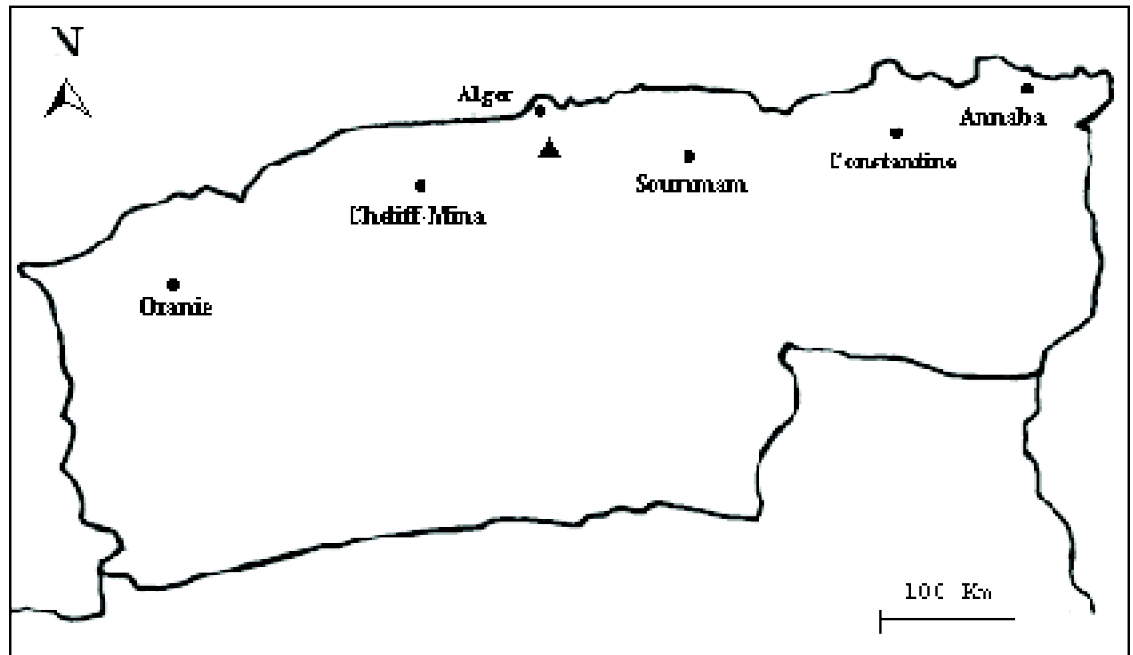 N
Alger
Annaba
Constantine
Soummam
Cheliff-Mina
Oranie
100 Km